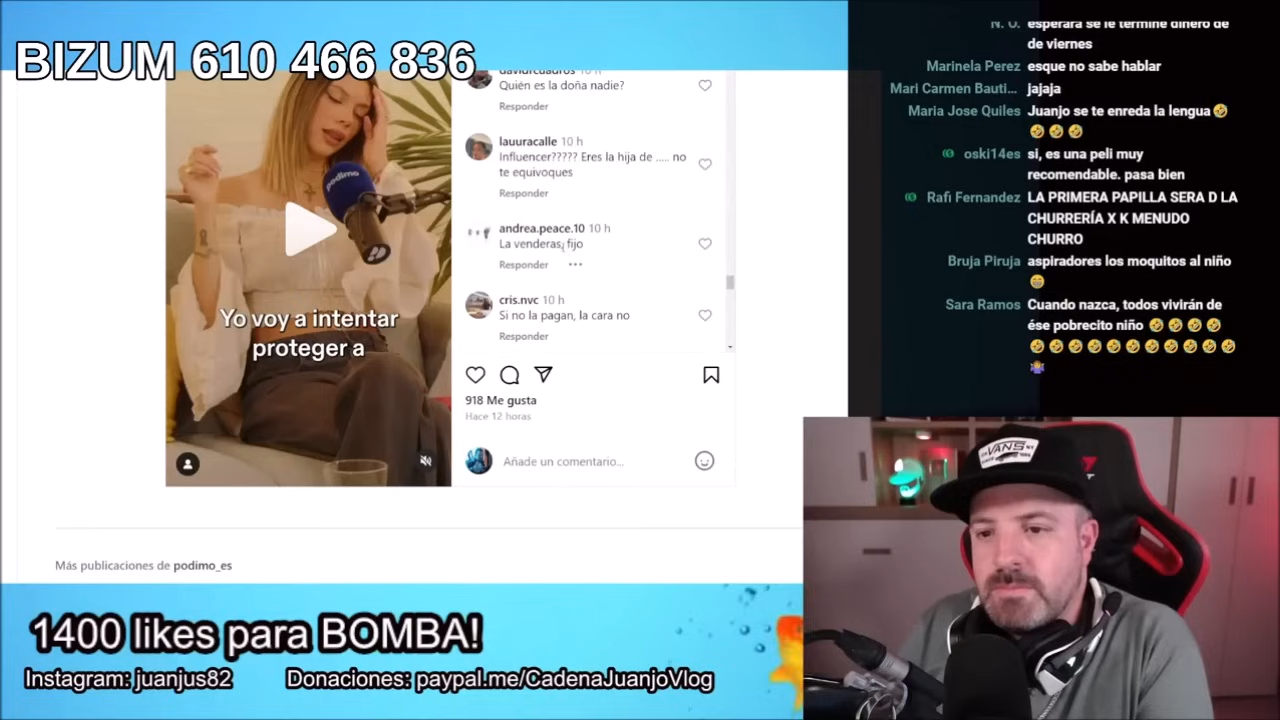 BIZUM 610 466 836
davidrcuadros 10 h
Quién es la doña nadie?
Responder
lauuracalle 10 h
Influencer????? Eres la hija de ..... no
te equivoques
Responder
andrea.peace.10 10 h
La venderas¡ fijo
Responder •••
cris.nvc 10 h
Si no la pagan, la cara no
Responder
podimo
Yo voy a intentar
proteger a
918 Me gusta
Hace 12 horas
Añade un comentario...
Más publicaciones de podimo_es
N. O. esperara se le termine dinero de
de viernes
Marinela Perez esque no sabe hablar
Mari Carmen Bauti... jajaja
Maria Jose Quiles Juanjo se te enreda la lengua 🤣
🤣 🤣 🤣
oski14es si, es una peli muy
recomendable. pasa bien
Rafi Fernandez LA PRIMERA PAPILLA SERA D LA
CHURRERÍA X K MENUDO
CHURRO
Bruja Piruja aspiradores los moquitos al niño
😁
Sara Ramos Cuando nazca, todos vivirán de
ése pobrecito niño 🤣 🤣 🤣 🤣
🤣 🤣 🤣 🤣 🤣 🤣 🤣 🤣 🤣 🤣 🤣
🤷‍♀️
VANS
1400 likes para BOMBA!
Instagram: juanjus82 Donaciones: paypal.me/CadenaJuanjoVlog